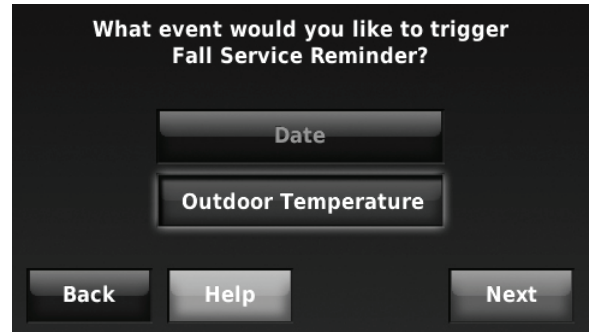 What event would you like to trigger
Fall Service Reminder?
Date
Outdoor Temperature
Back
Help
Next